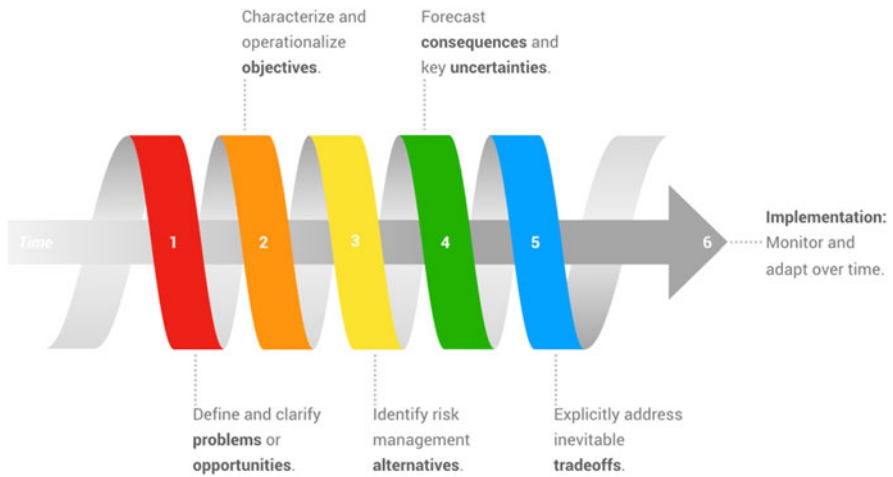 Characterize and
operationalize
objectives.
Forecast
consequences and
key uncertainties.
Time
1
2
3
4
5
6
Implementation:
Monitor and
adapt over time.
Define and clarify
problems or
opportunities.
Identify risk
management
alternatives.
Explicitly address
inevitable
tradeoffs.